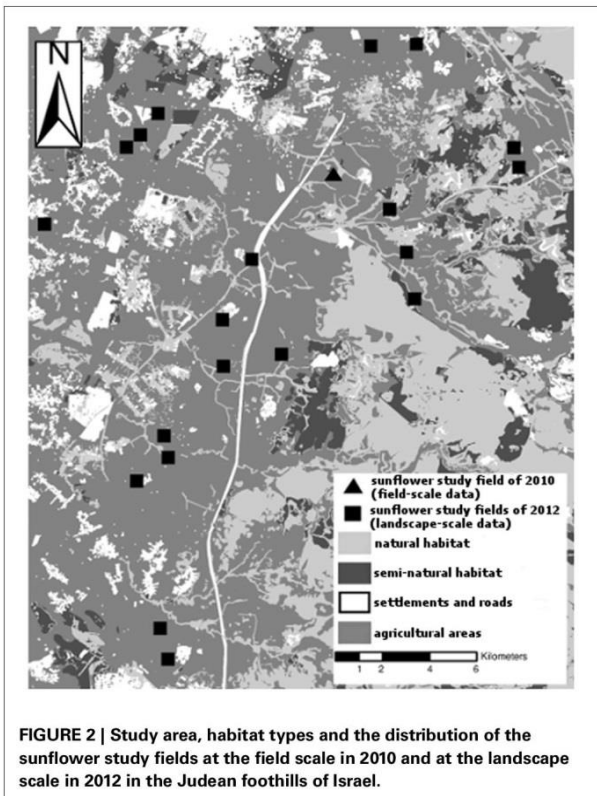 N
sunflower study field of 2010
(field-scale data)
sunflower study fields of 2012
(landscape-scale data)
natural habitat
semi-natural habitat
settlements and roads
agricultural areas
Kilometers
1 2 4 6
FIGURE 2 | Study area, habitat types and the distribution of the
sunflower study fields at the field scale in 2010 and at the landscape
scale in 2012 in the Judean foothills of Israel.